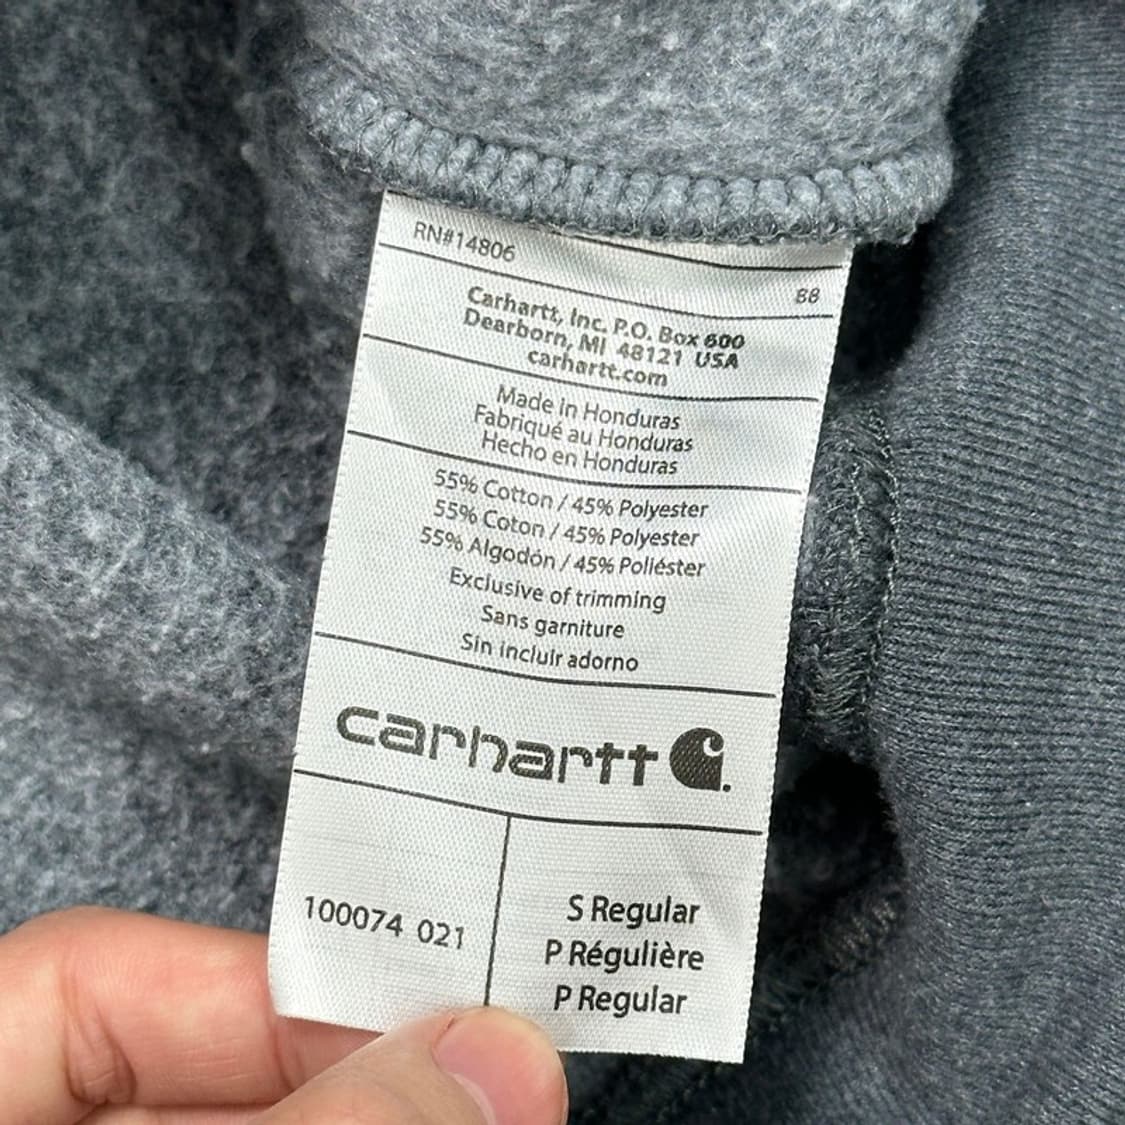 RN#14806
88
Carhartt, Inc. P.O. Box 600
Dearborn, MI 48121 USA
carhartt.com
Made in Honduras
Fabriqué au Honduras
Hecho en Honduras
55% Cotton / 45% Polyester
55% Coton / 45% Polyester
55% Algodón / 45% Poliéster
Exclusive of trimming
Sans garniture
Sin incluir adorno
carhartt
100074 021
S Regular
P Régulière
P Regular